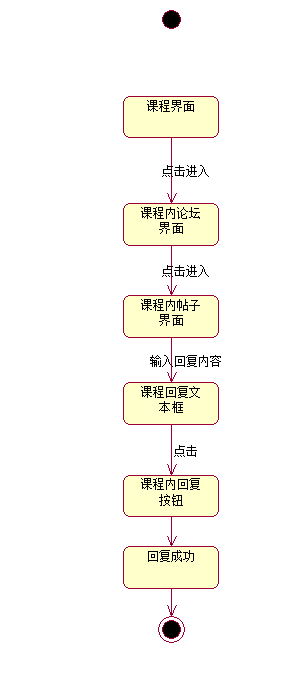 课程界面
点击进入
课程内论坛
界面
点击进入
课程内帖子
界面
输入回复内容
课程回复文
本框
点击
课程内回复
按钮
回复成功